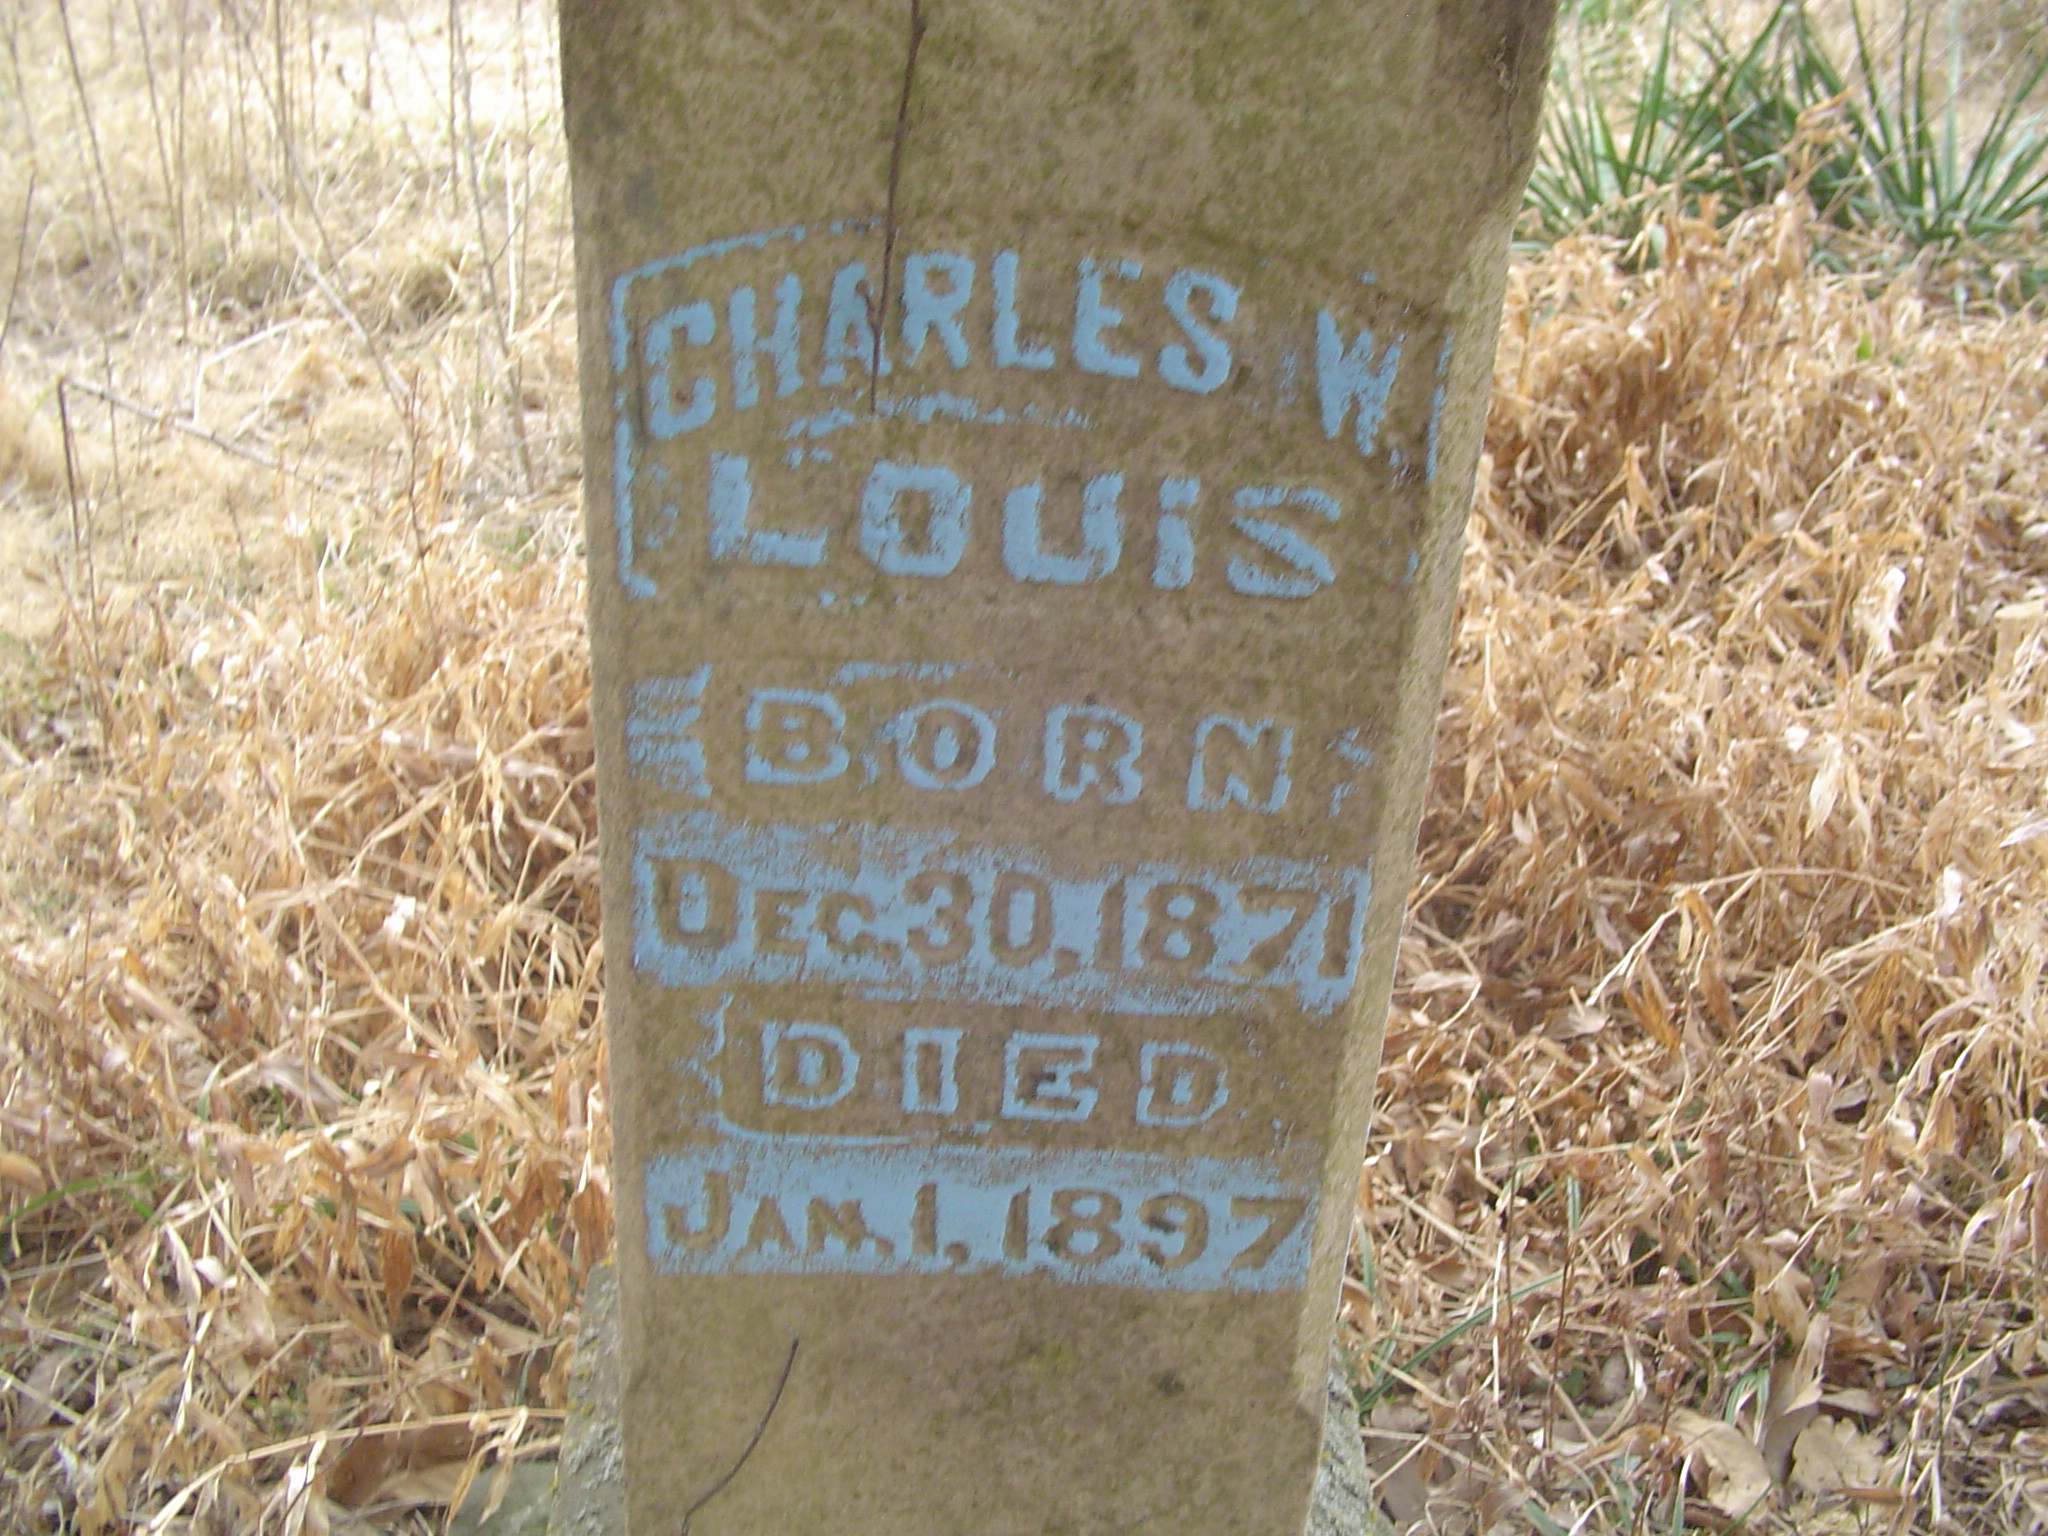 CHARLES W.
LOUIS
BORN
DEC. 30, 1871
DIED
JAN. 1, 1897